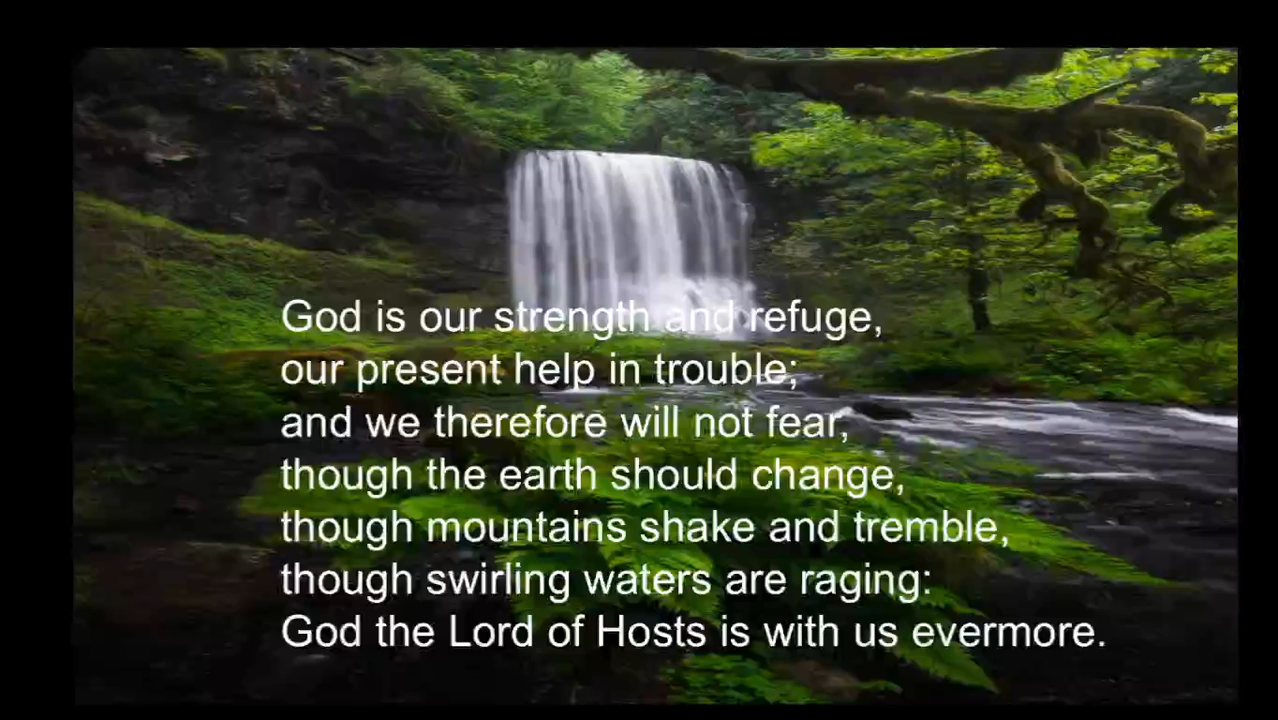 God is our strength and refuge,
our present help in trouble;
and we therefore will not fear,
though the earth should change,
though mountains shake and tremble,
though swirling waters are raging:
God the Lord of Hosts is with us evermore.